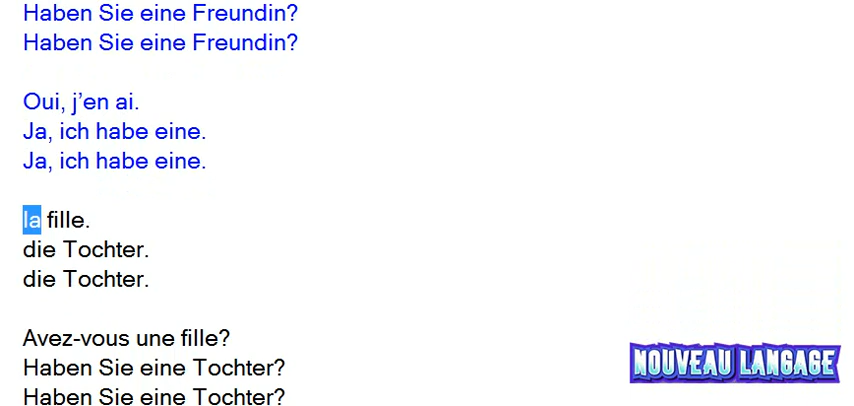 Haben Sie eine Freundin?
Haben Sie eine Freundin?
Oui, j’en ai.
Ja, ich habe eine.
Ja, ich habe eine.
la fille.
die Tochter.
die Tochter.
Avez-vous une fille?
Haben Sie eine Tochter?
Haben Sie eine Tochter?
NOUVEAU LANGAGE